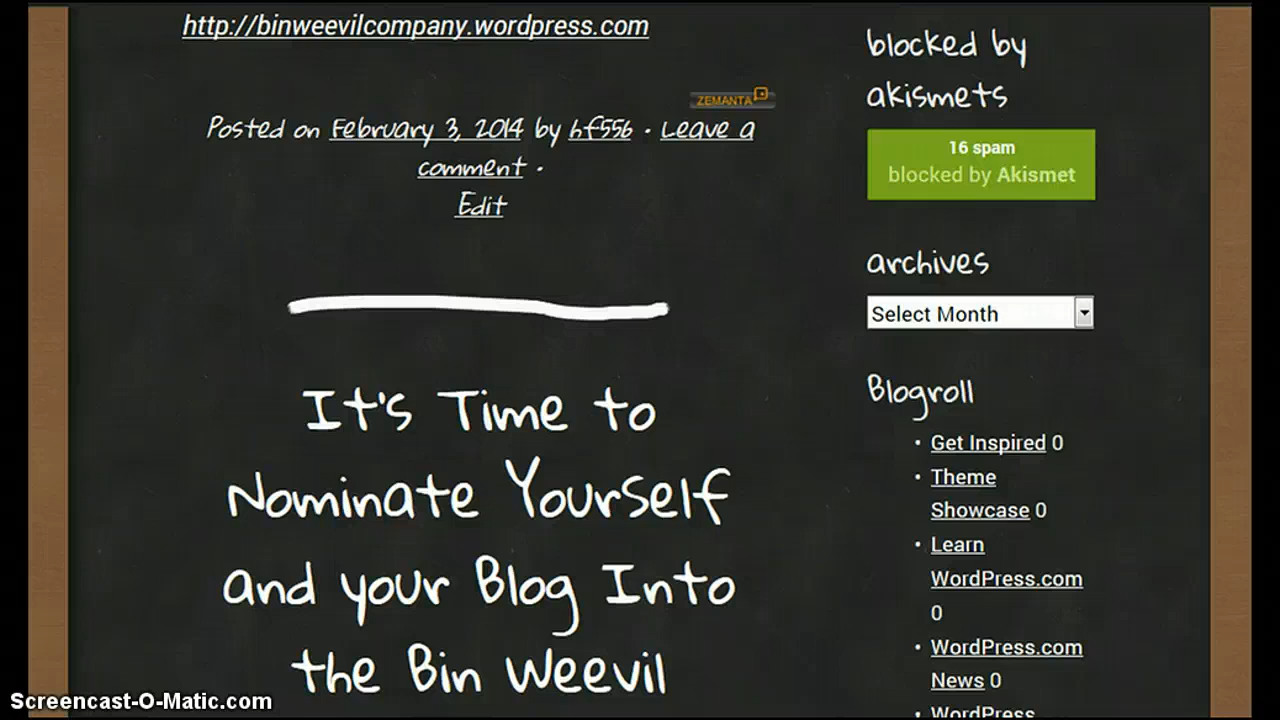 http://binweevilcompany.wordpress.com
ZEMANTA
Posted on February 3, 2014 by hf556 · Leave a
comment ·
Edit
It's Time to
Nominate Yourself
and your Blog Into
the Bin Weevil
blocked by
akismets
16 spam
blocked by Akismet
archives
Select Month
Blogroll
• Get Inspired 0
• Theme
Showcase 0
• Learn
WordPress.com
0
• WordPress.com
News 0
• WordPress
Screencast-O-Matic.com